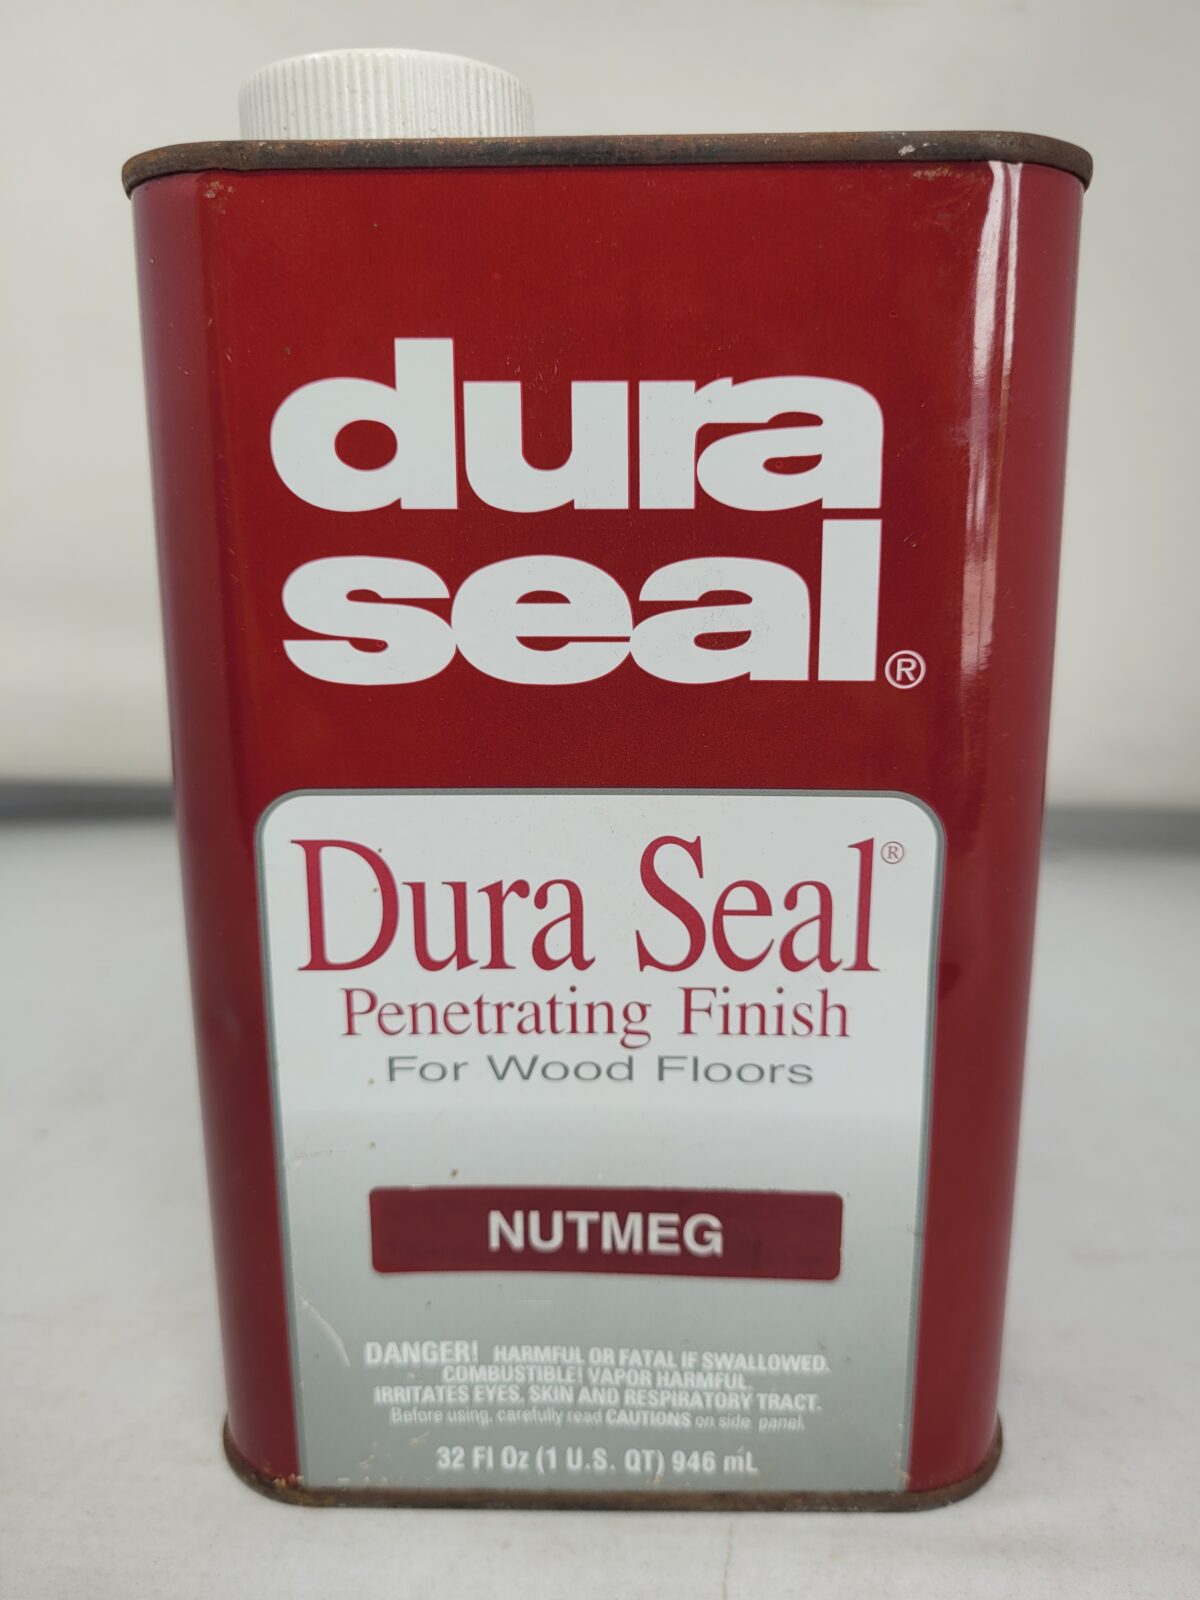 dura
seal®
Dura Seal®
Penetrating Finish
For Wood Floors
NUTMEG
DANGER! HARMFUL OR FATAL IF SWALLOWED.
COMBUSTIBLE! VAPOR HARMFUL.
IRRITATES EYES, SKIN AND RESPIRATORY TRACT.
Before using, carefully read CAUTIONS on side panel.
32 Fl Oz (1 U.S. QT) 946 mL